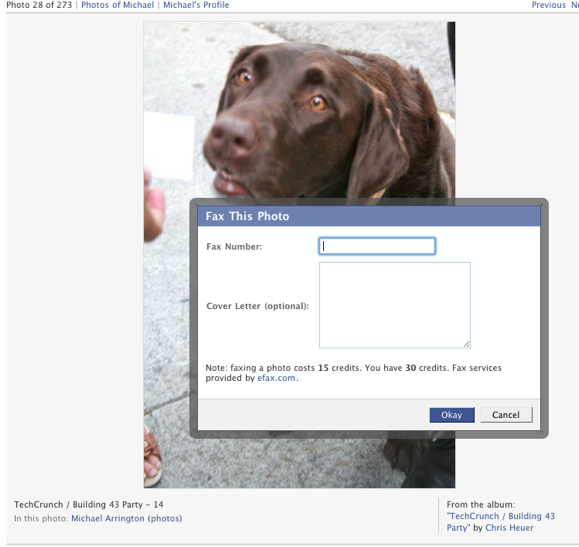 Photo 28 of 273 | Photos of Michael | Michael's Profile
Previous
Fax This Photo
Fax Number:
Cover Letter (optional):
Note: faxing a photo costs 15 credits. You have 30 credits. Fax services
provided by efax.com.
Okay Cancel
TechCrunch / Building 43 Party - 14
In this photo: Michael Arrington (photos)
From the album:
"TechCrunch / Building 43
Party" by Chris Heuer